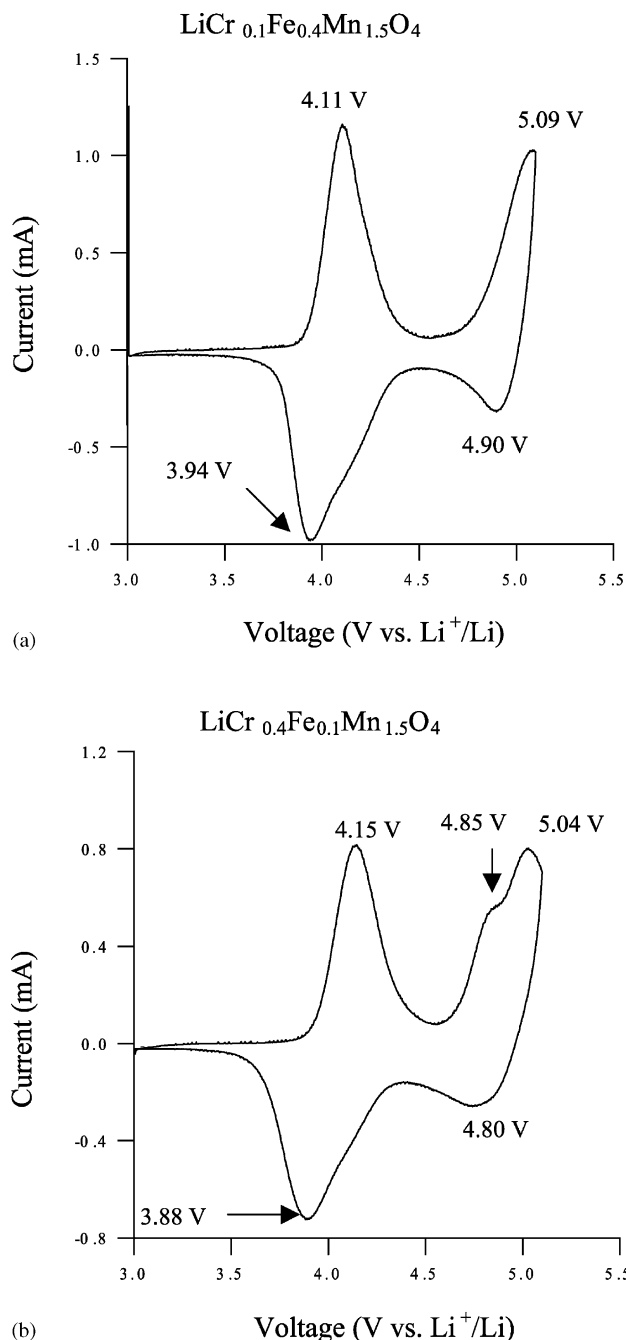 LiCr 0.1Fe0.4Mn1.5O4
1.5
4.11 V
5.09 V
1.0
0.5
Current (mA)
0.0
4.90 V
-0.5
3.94 V
-1.0
3.0 3.5 4.0 4.5 5.0 5.5
(a)
Voltage (V vs. Li+/Li)
LiCr 0.4Fe0.1Mn1.5O4
1.2
4.15 V
4.85 V
5.04 V
0.8
0.4
Current (mA)
0.0
-0.4
4.80 V
3.88 V
-0.8
3.0 3.5 4.0 4.5 5.0 5.5
(b)
Voltage (V vs. Li+/Li)